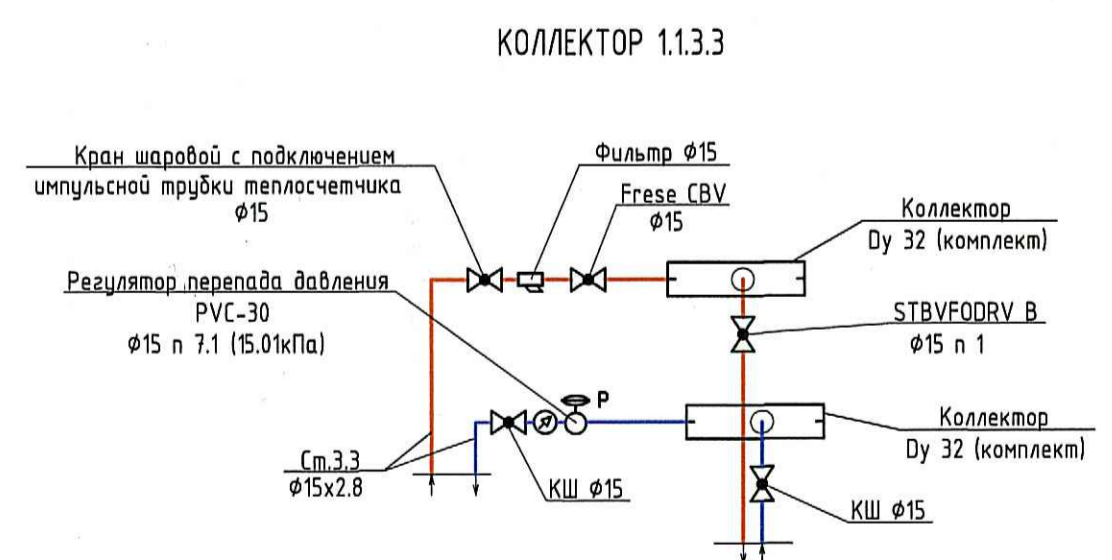 КОЛЛЕКТОР 1.1.3.3
Кран шаровой с подключением
импульсной трубки теплосчетчика
Ø15
Фильтр Ø15
Frese CBV
Ø15
Коллектор
Dy 32 (комплект)
Регулятор перепада давления
PVC-30
Ø15 n 7.1 (15.01кПа)
STBVFODRV B
Ø15 n 1
P
Коллектор
Dy 32 (комплект)
Ст.3.3
Ø15x2.8
КШ Ø15
КШ Ø15